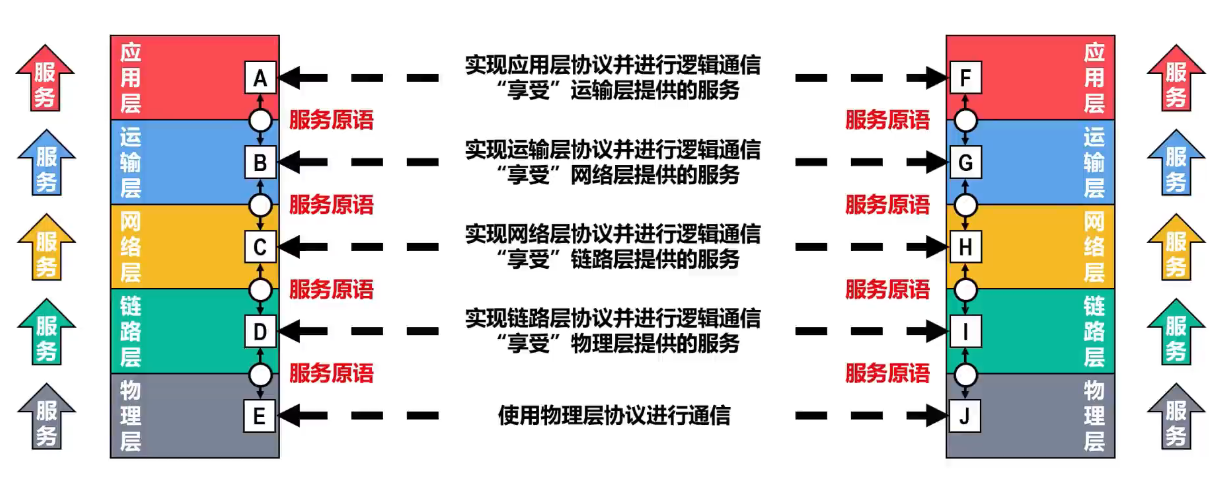 服务
应用层
A
实现应用层协议并进行逻辑通信
“享受”运输层提供的服务
F
应用层
服务
服务原语
服务原语
服务
运输层
B
实现运输层协议并进行逻辑通信
“享受”网络层提供的服务
G
运输层
服务
服务原语
服务原语
服务
网络层
C
实现网络层协议并进行逻辑通信
“享受”链路层提供的服务
H
网络层
服务
服务原语
服务原语
服务
链路层
D
实现链路层协议并进行逻辑通信
“享受”物理层提供的服务
I
链路层
服务
服务原语
服务原语
服务
物理层
E
使用物理层协议进行通信
J
物理层
服务